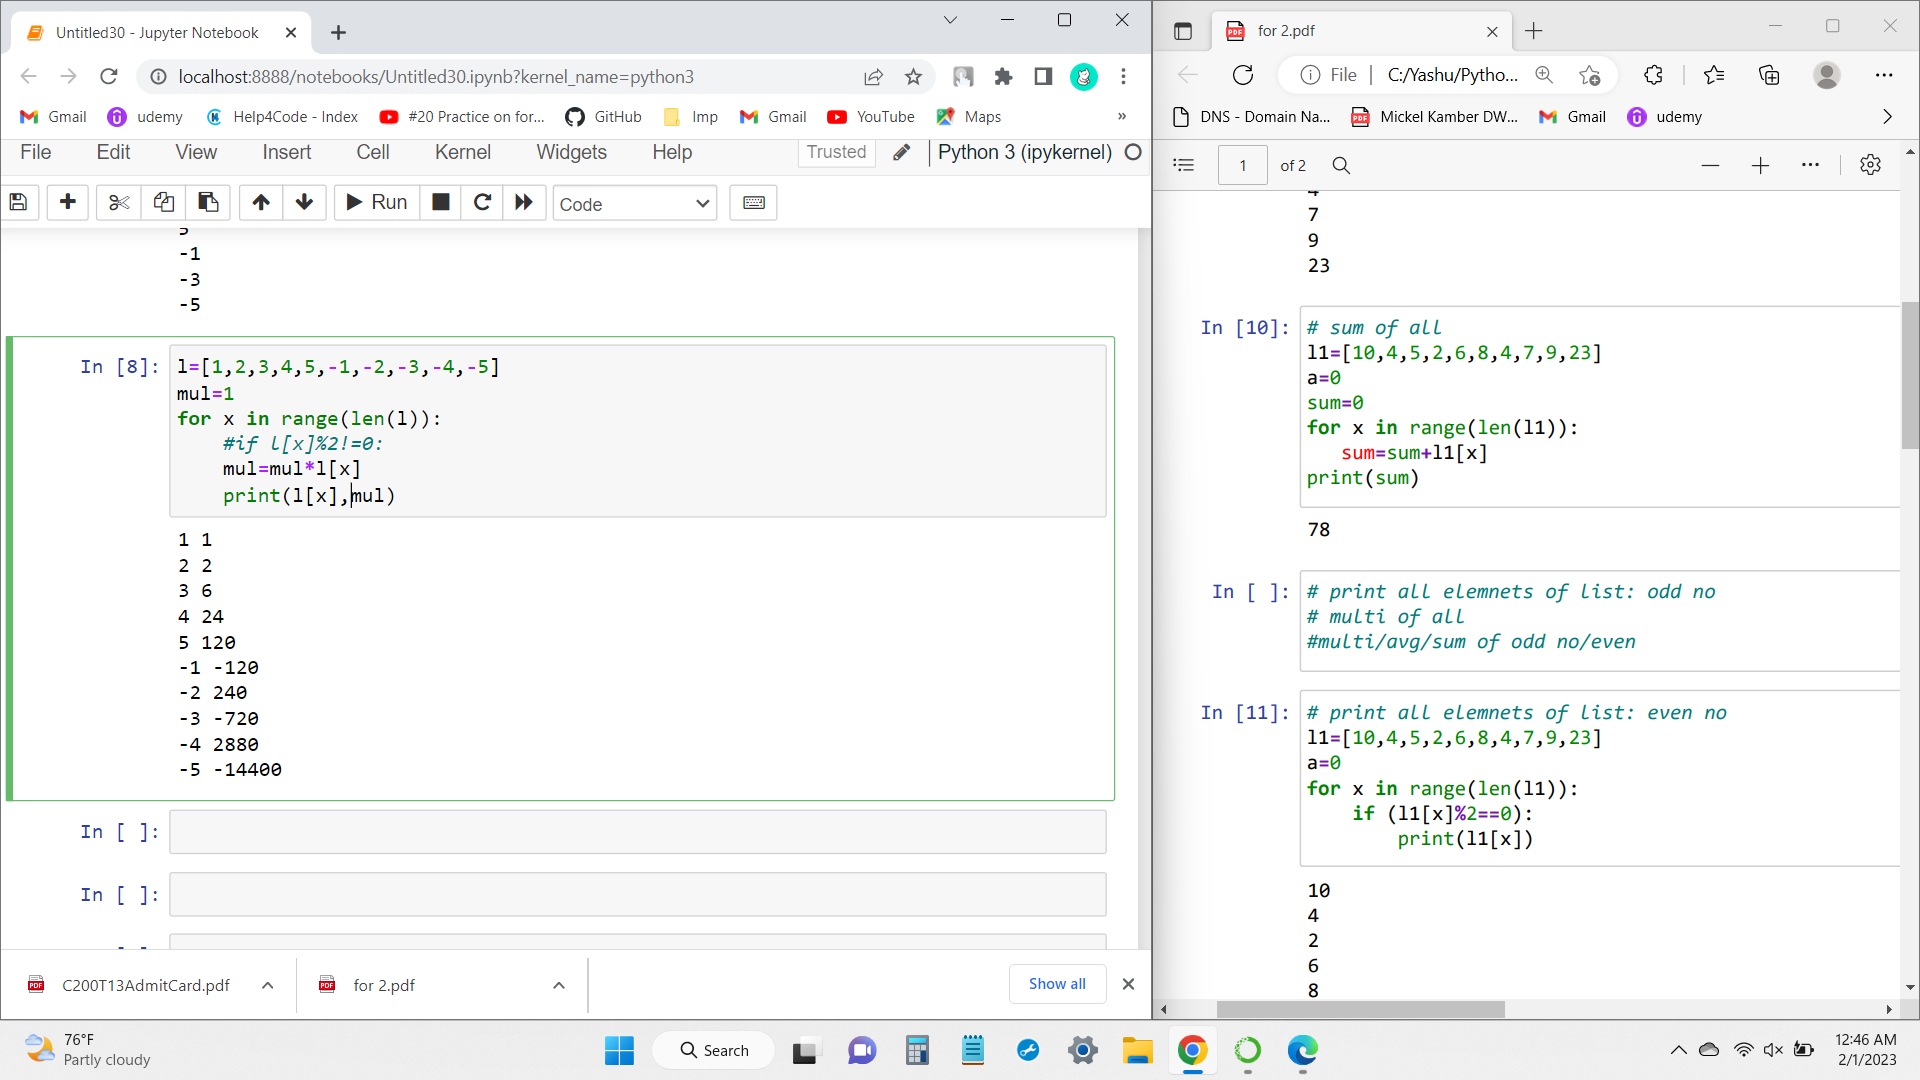 Untitled30 - Jupyter Notebook
localhost:8888/notebooks/Untitled30.ipynb?kernel_name=python3
Gmail udemy Help4Code - Index #20 Practice on for... GitHub Imp Gmail YouTube Maps »
File Edit View Insert Cell Kernel Widgets Help Trusted Python 3 (ipykernel)
Run Code
5
-1
-3
-5
In [8]:
l=[1,2,3,4,5,-1,-2,-3,-4,-5]
mul=1
for x in range(len(l)):
#if l[x]%2!=0:
mul=mul*l[x]
print(l[x],mul)
1 1
2 2
3 6
4 24
5 120
-1 -120
-2 240
-3 -720
-4 2880
-5 -14400
In [ ]:
In [ ]:
C200T13AdmitCard.pdf for 2.pdf Show all
for 2.pdf
File C:/Yashu/Pytho...
DNS - Domain Na... Mickel Kamber DW... Gmail udemy
1 of 2
4
7
9
23
In [10]:
# sum of all
l1=[10,4,5,2,6,8,4,7,9,23]
a=0
sum=0
for x in range(len(l1)):
sum=sum+l1[x]
print(sum)
78
In [ ]:
# print all elemnets of list: odd no
# multi of all
#multi/avg/sum of odd no/even
In [11]:
# print all elemnets of list: even no
l1=[10,4,5,2,6,8,4,7,9,23]
a=0
for x in range(len(l1)):
if (l1[x]%2==0):
print(l1[x])
10
4
2
6
8
76°F
Partly cloudy
Search
12:46 AM
2/1/2023